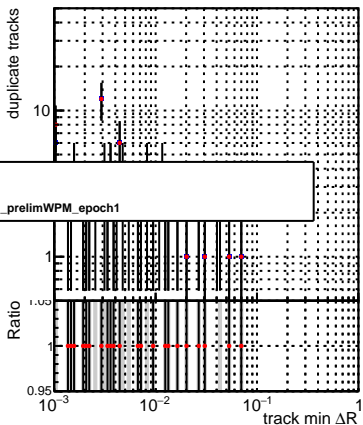 duplicate tracks
10
_prelimWPM_epoch1
1
Ratio
1.05
1
0.95
10⁻³
10⁻²
10⁻¹
1
track min ΔR